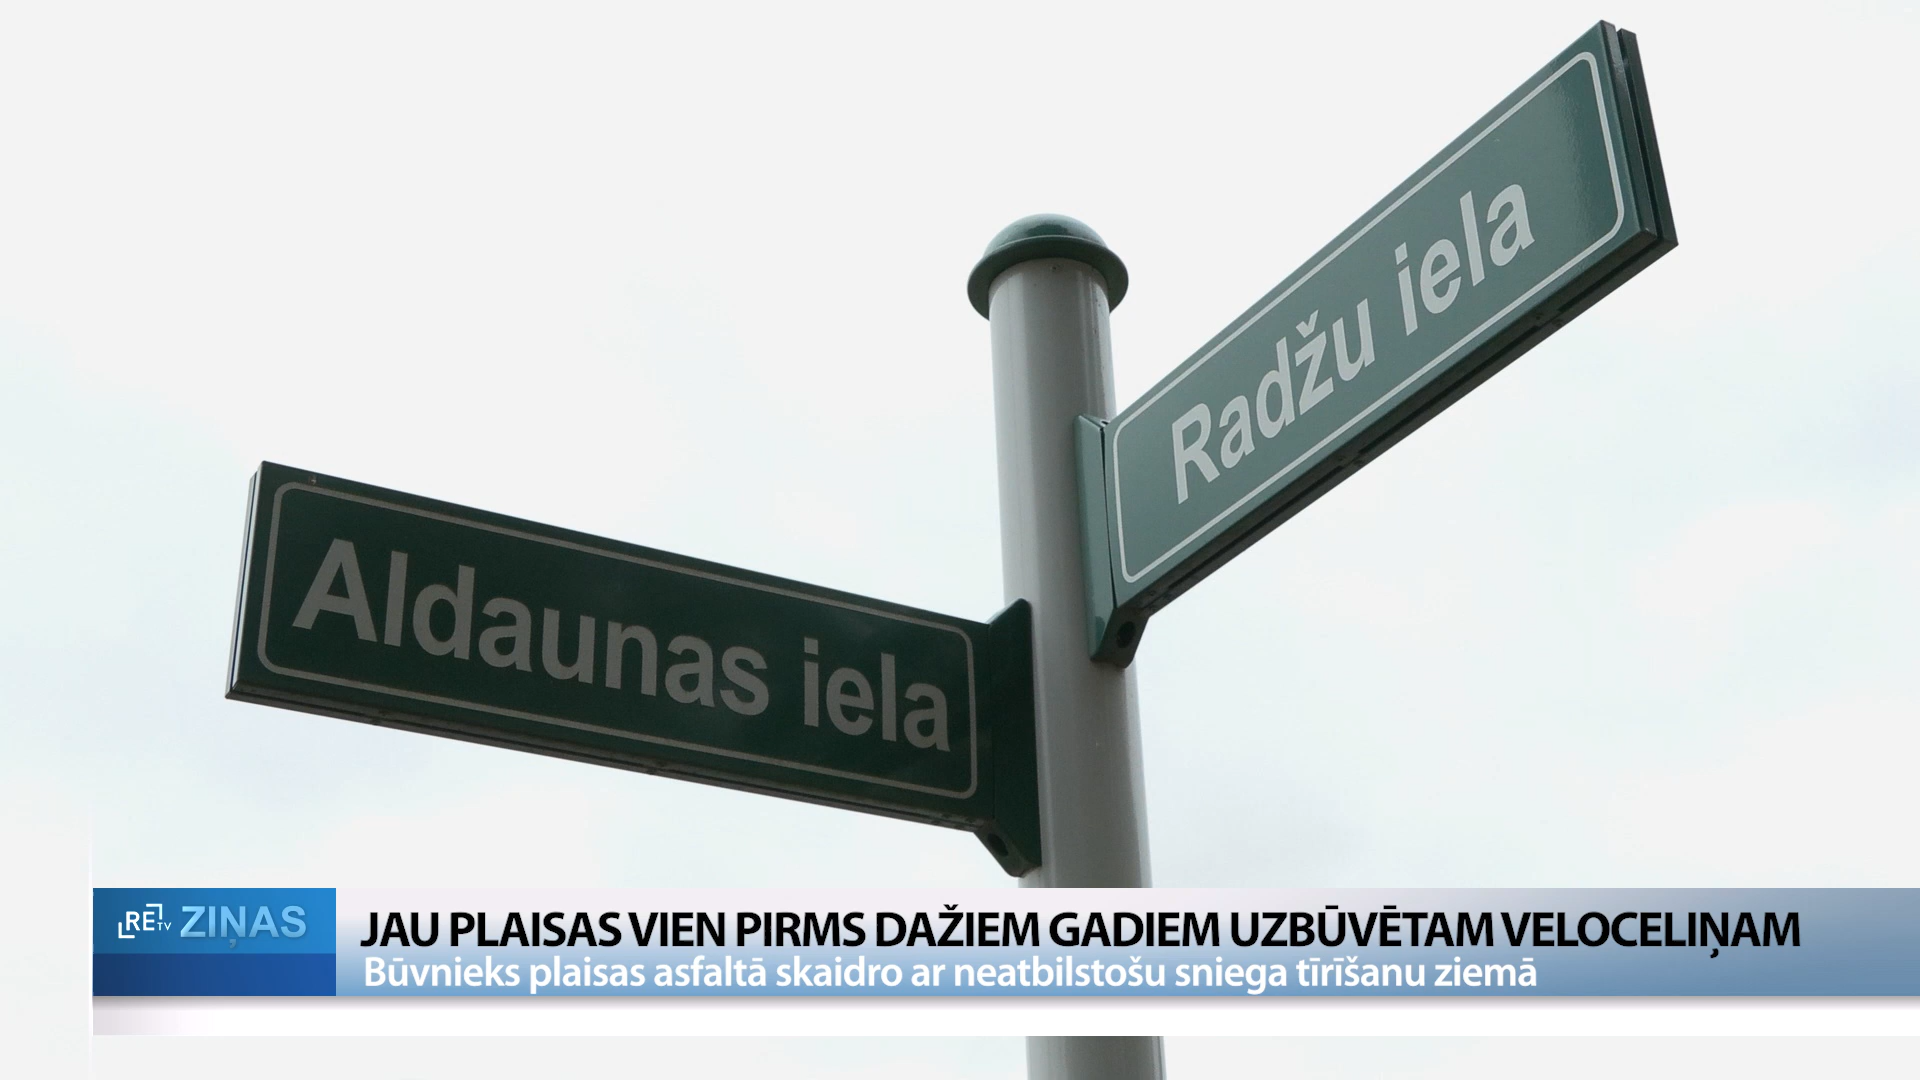 Radžu iela
Aldaunas iela
RE TV ZIŅAS
JAU PLAISAS VIEN PIRMS DAŽIEM GADIEM UZBŪVĒTAM VELOCELIŅAM
Būvnieks plaisas asfaltā skaidro ar neatbilstošu sniega tīrīšanu ziemā